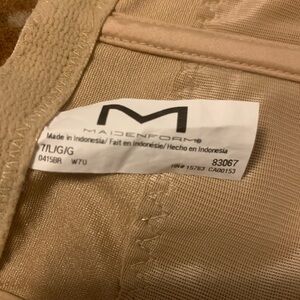 M
MAIDENFORM®
Made in Indonesia/ Fait en Indonésie/ Hecho en Indonesia
7/L/G/G 83067
0415BR W70 RN# 15763 CA00153